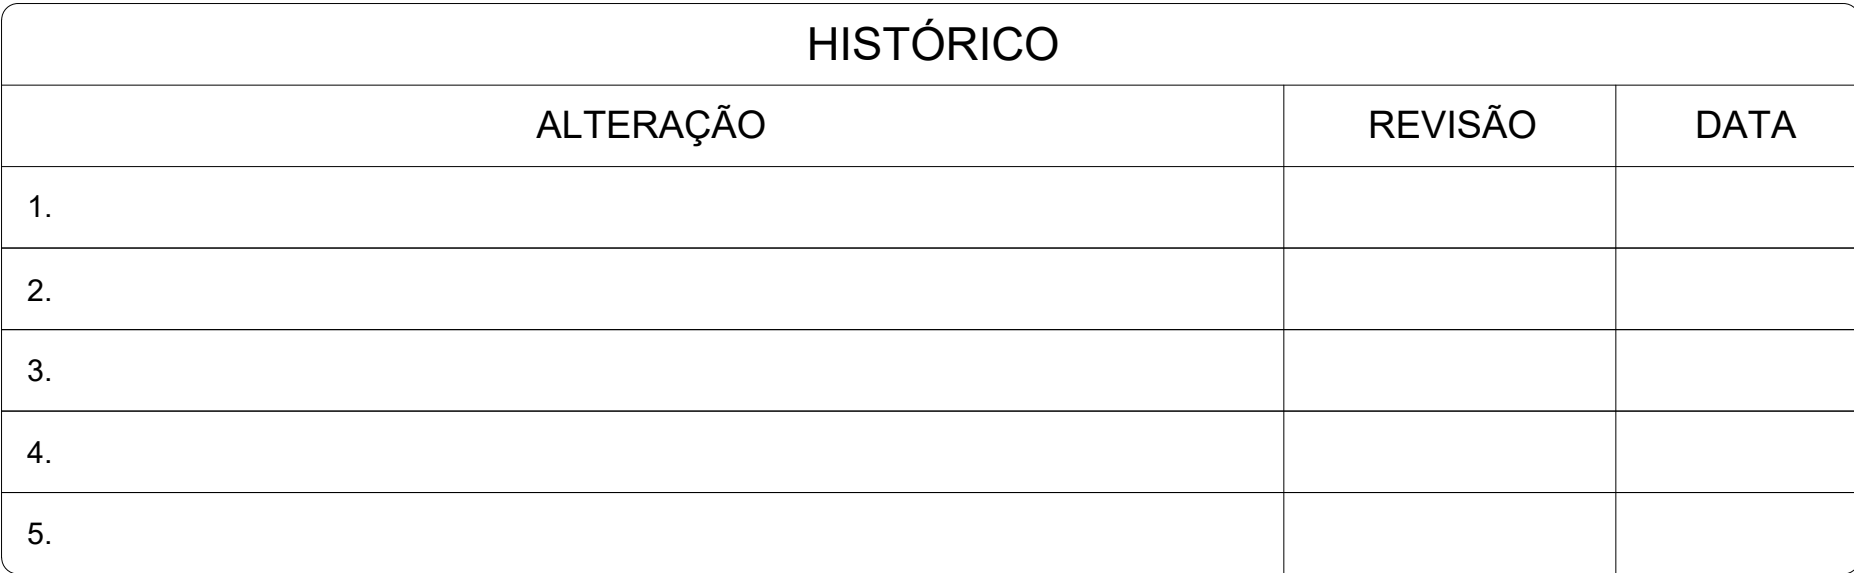 HISTÓRICO
ALTERAÇÃO REVISÃO DATA
1.
2.
3.
4.
5.